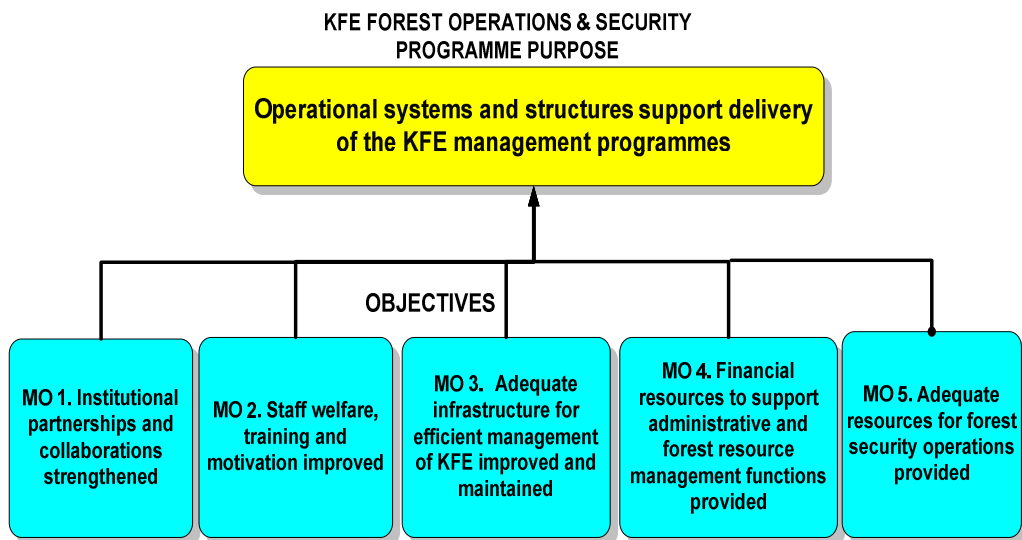 KFE FOREST OPERATIONS & SECURITY
PROGRAMME PURPOSE
Operational systems and structures support delivery
of the KFE management programmes
OBJECTIVES
MO 1. Institutional
partnerships and
collaborations
strengthened
MO 2. Staff welfare,
training and
motivation improved
MO 3. Adequate
infrastructure for
efficient management
of KFE improved and
maintained
MO 4. Financial
resources to support
administrative and
forest resource
management functions
provided
MO 5. Adequate
resources for forest
security operations
provided